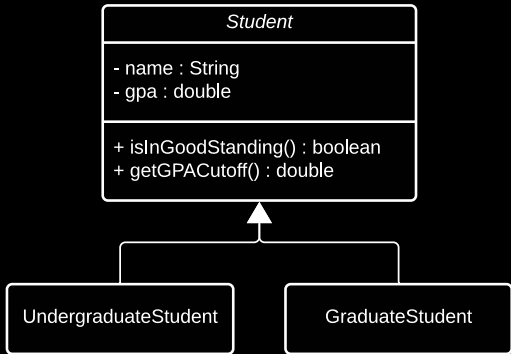 Student
- name : String
- gpa : double
+ isInGoodStanding() : boolean
+ getGPACutoff() : double
UndergraduateStudent
GraduateStudent